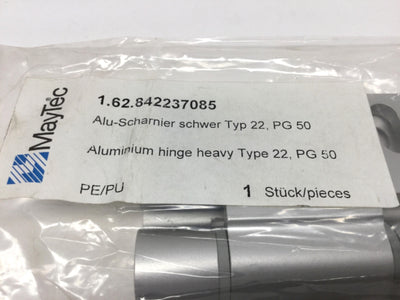 MayTec
1.62.842237085
Alu-Scharnier schwer Typ 22, PG 50
Aluminium hinge heavy Type 22, PG 50
PE/PU
1 Stück/pieces